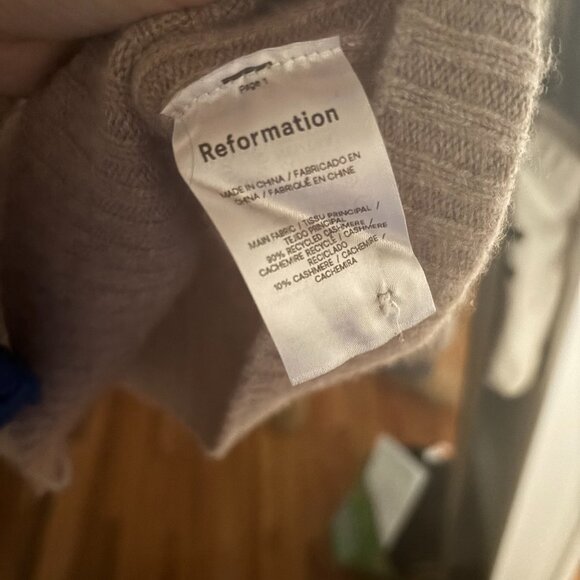 Page 1
Reformation
MADE IN CHINA / FABRICADO EN
CHINA / FABRIQUÉ EN CHINE
MAIN FABRIC / TISSU PRINCIPAL /
TEJIDO PRINCIPAL
90% RECYCLED CASHMERE /
CACHEMIRE RECYCLÉ / CASHMERE
RECICLADO
10% CASHMERE / CACHEMIRE /
CACHEMIRA